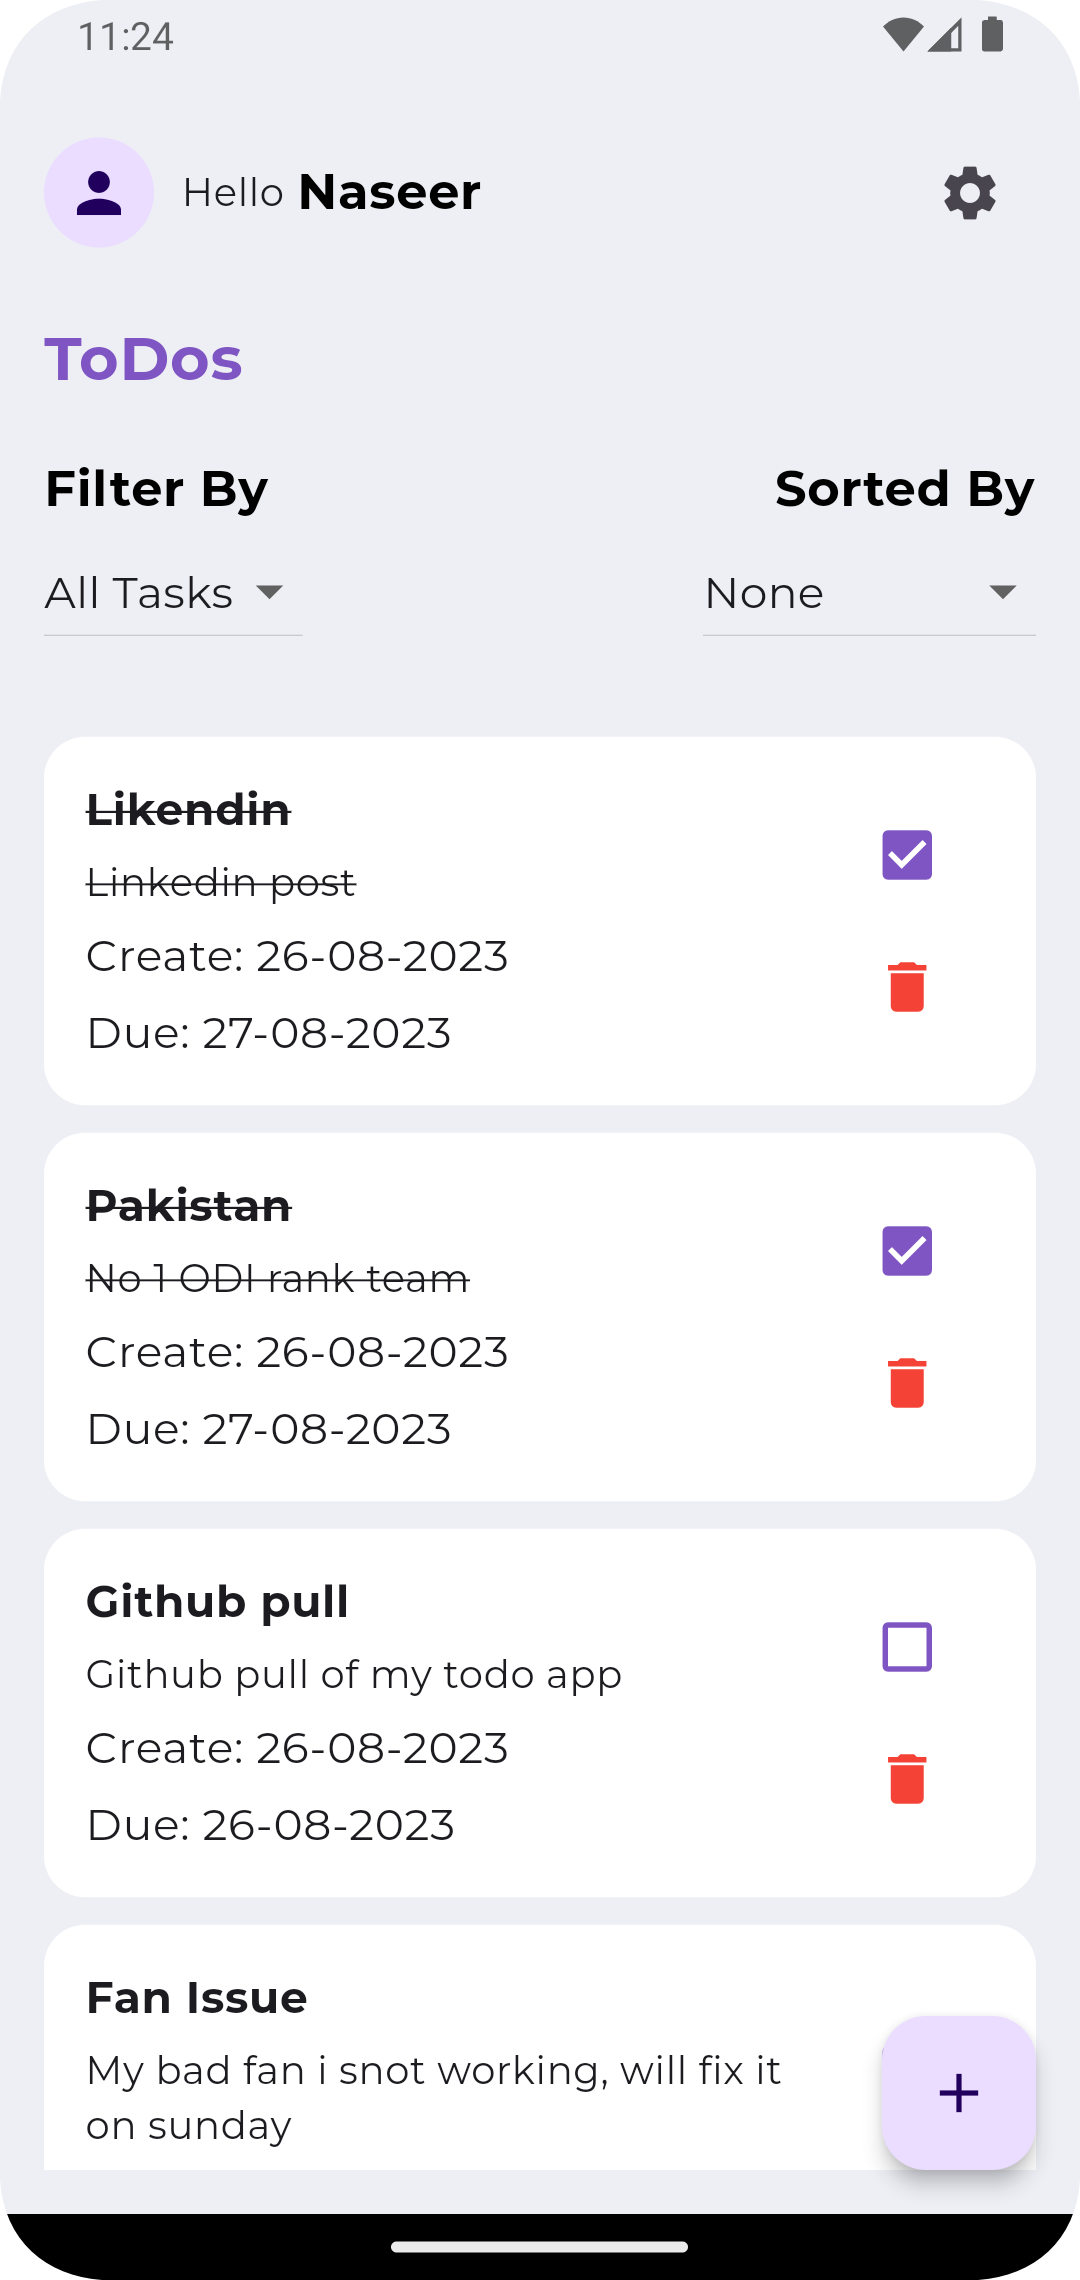 11:24
Hello Naseer
ToDos
Filter By
Sorted By
All Tasks
None
Likendin
Linkedin post
Create: 26-08-2023
Due: 27-08-2023
Pakistan
No 1 ODI rank team
Create: 26-08-2023
Due: 27-08-2023
Github pull
Github pull of my todo app
Create: 26-08-2023
Due: 26-08-2023
Fan Issue
My bad fan i snot working, will fix it
on sunday